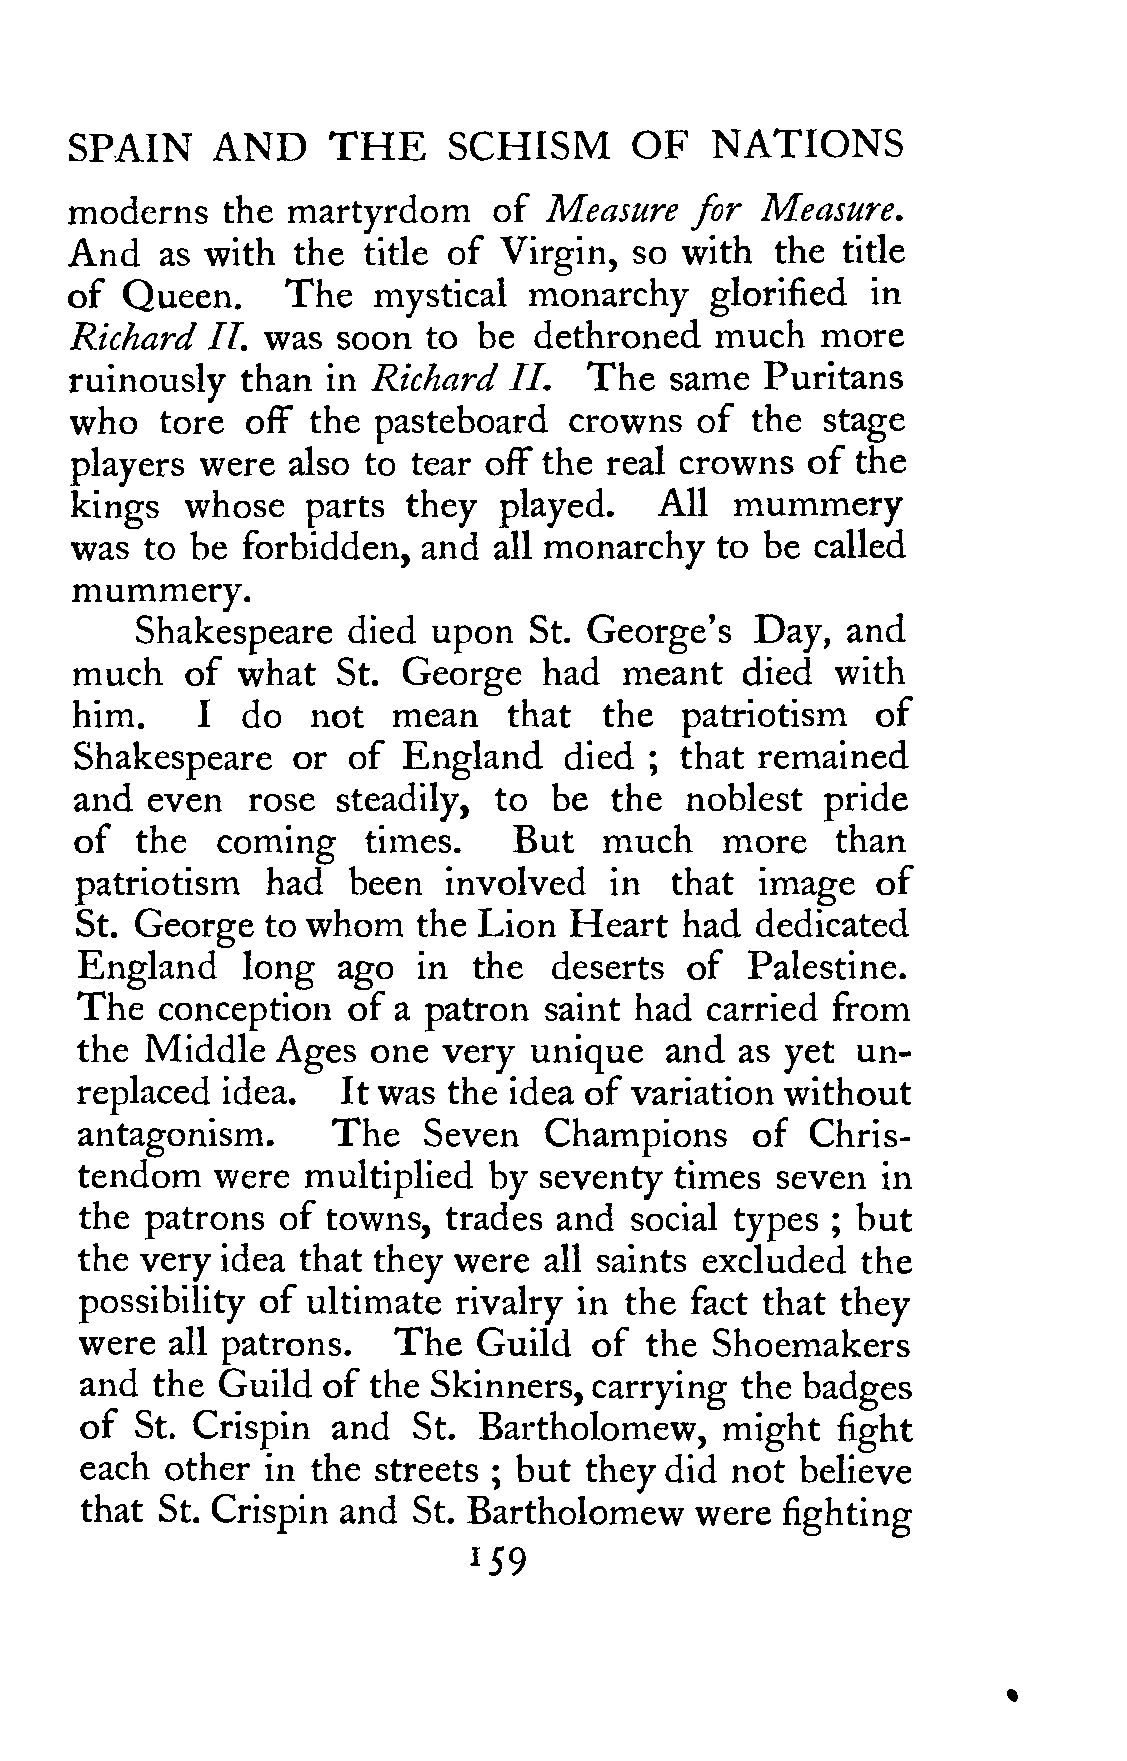 SPAIN AND THE SCHISM OF NATIONS
moderns the martyrdom of Measure for Measure.
And as with the title of Virgin, so with the title
of Queen. The mystical monarchy glorified in
Richard II. was soon to be dethroned much more
ruinously than in Richard II. The same Puritans
who tore off the pasteboard crowns of the stage
players were also to tear off the real crowns of the
kings whose parts they played. All mummery
was to be forbidden, and all monarchy to be called
mummery.
Shakespeare died upon St. George's Day, and
much of what St. George had meant died with
him. I do not mean that the patriotism of
Shakespeare or of England died ; that remained
and even rose steadily, to be the noblest pride
of the coming times. But much more than
patriotism had been involved in that image of
St. George to whom the Lion Heart had dedicated
England long ago in the deserts of Palestine.
The conception of a patron saint had carried from
the Middle Ages one very unique and as yet un-
replaced idea. It was the idea of variation without
antagonism. The Seven Champions of Chris-
tendom were multiplied by seventy times seven in
the patrons of towns, trades and social types ; but
the very idea that they were all saints excluded the
possibility of ultimate rivalry in the fact that they
were all patrons. The Guild of the Shoemakers
and the Guild of the Skinners, carrying the badges
of St. Crispin and St. Bartholomew, might fight
each other in the streets ; but they did not believe
that St. Crispin and St. Bartholomew were fighting
159